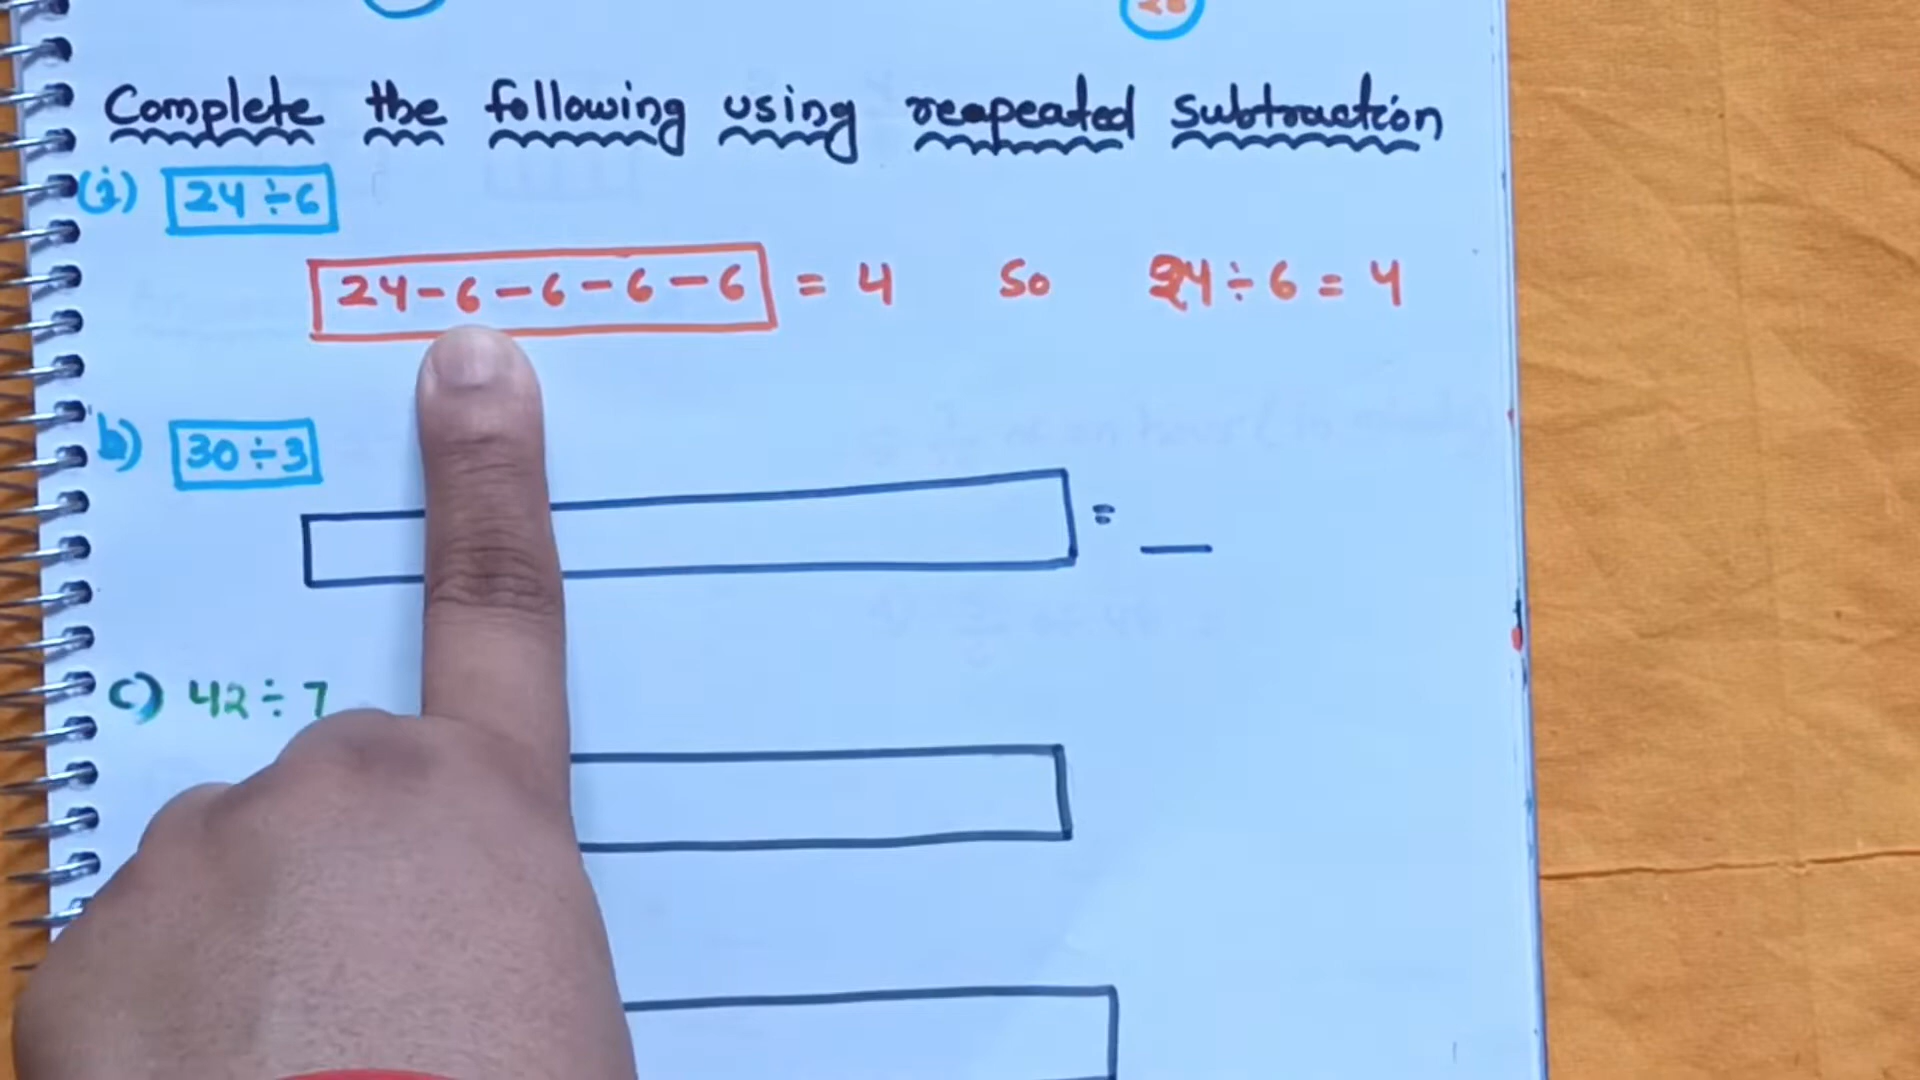 Complete the following using reapeated subtraction
(i) 24 ÷ 6
24 - 6 - 6 - 6 - 6 = 4 So 24 ÷ 6 = 4
b) 30 ÷ 3
= __
c) 42 ÷ 7